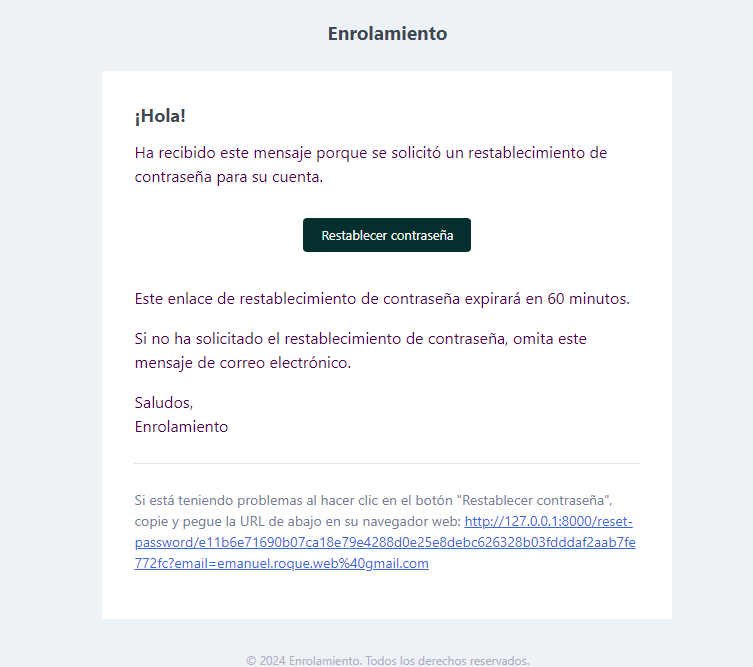 Enrolamiento
¡Hola!
Ha recibido este mensaje porque se solicitó un restablecimiento de
contraseña para su cuenta.
Restablecer contraseña
Este enlace de restablecimiento de contraseña expirará en 60 minutos.
Si no ha solicitado el restablecimiento de contraseña, omita este
mensaje de correo electrónico.
Saludos,
Enrolamiento
Si está teniendo problemas al hacer clic en el botón "Restablecer contraseña",
copie y pegue la URL de abajo en su navegador web: http://127.0.0.1:8000/reset-
password/e11b6e71690b07ca18e79e4288d0e25e8debc626328b03fdddaf2aab7fe
772fc?email=emanuel.roque.web%40gmail.com
© 2024 Enrolamiento. Todos los derechos reservados.